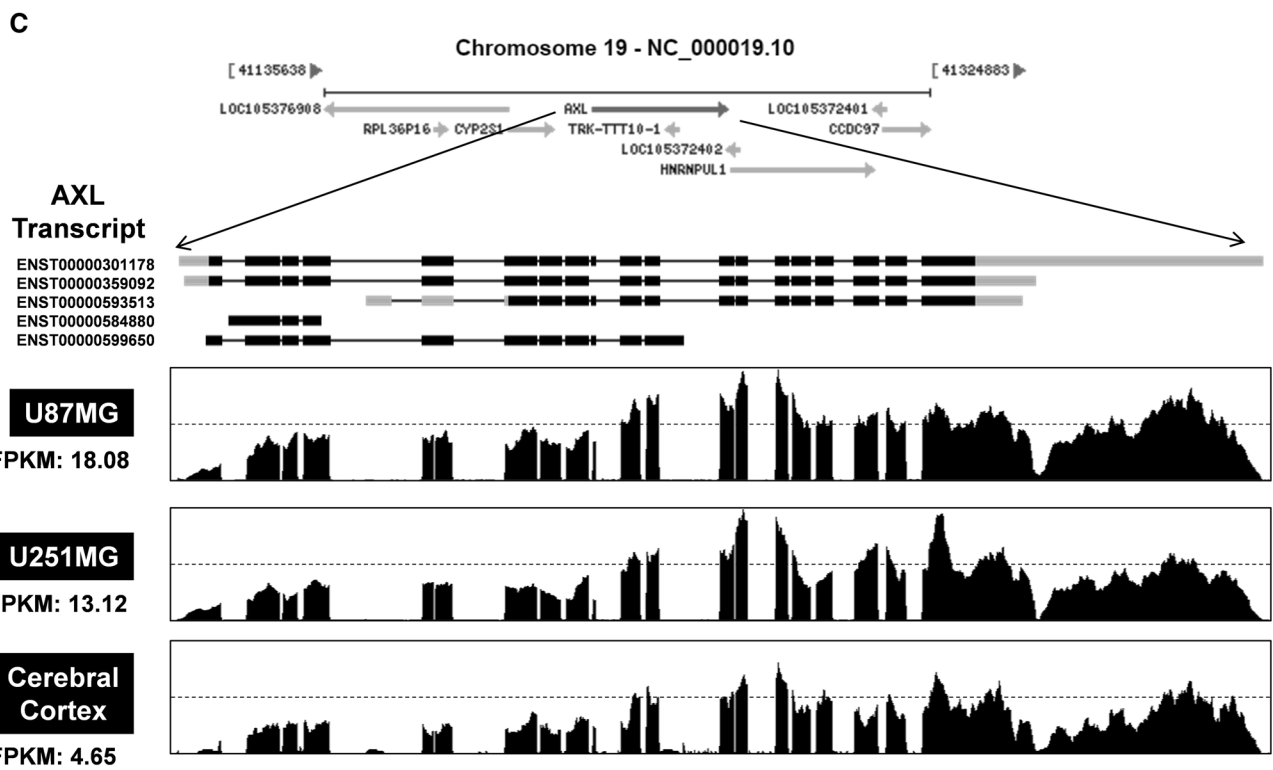 C
Chromosome 19 - NC_000019.10
[ 41135638
[ 41324883
LOC105376908
AXL
LOC105372401
RPL36P16
CYP2S1
TRK-TTT10-1
CCDC97
LOC105372402
HNRNPUL1
AXL
Transcript
ENST00000301178
ENST00000359092
ENST00000593513
ENST00000584880
ENST00000599650
U87MG
FPKM: 18.08
U251MG
PKM: 13.12
Cerebral
Cortex
FPKM: 4.65